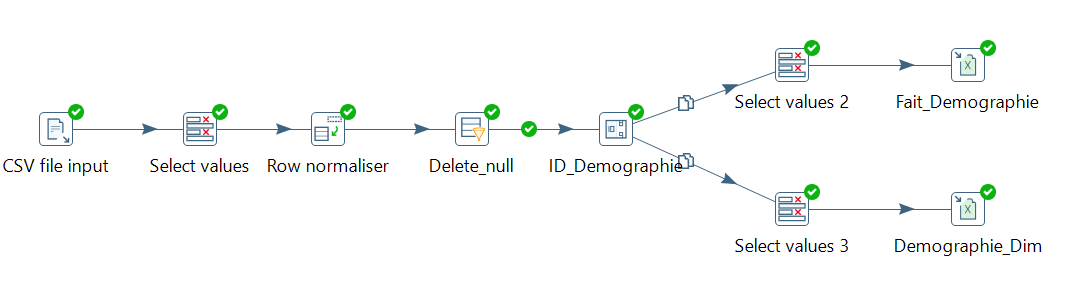 Select values 2
Fait_Demographie
CSV file input
Select values
Row normaliser
Delete_null
ID_Demographie
Select values 3
Demographie_Dim